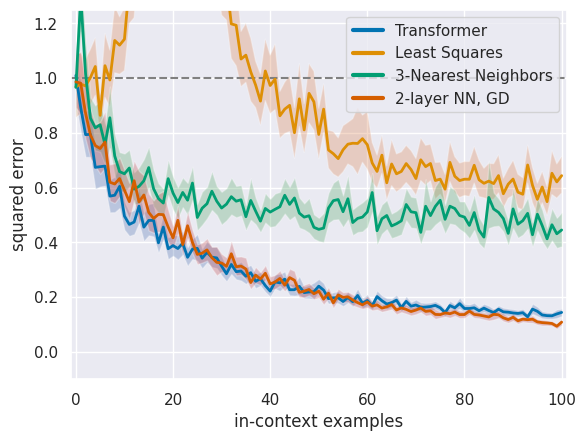 Transformer
Least Squares
3-Nearest Neighbors
2-layer NN, GD
squared error
1.2
1.0
0.8
0.6
0.4
0.2
0.0
0 20 40 60 80 100
in-context examples